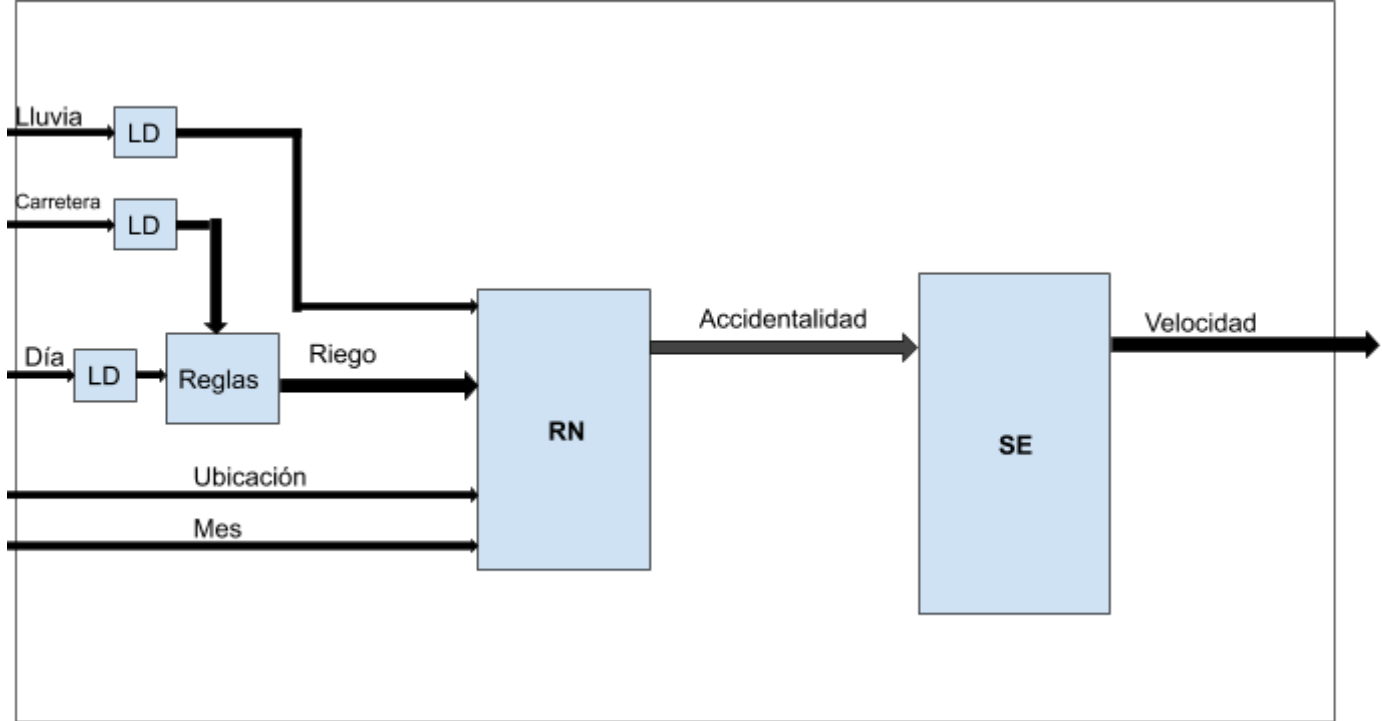 Lluvia
LD
Carretera
LD
Día
LD
Reglas
Riego
Ubicación
Mes
RN
Accidentalidad
SE
Velocidad